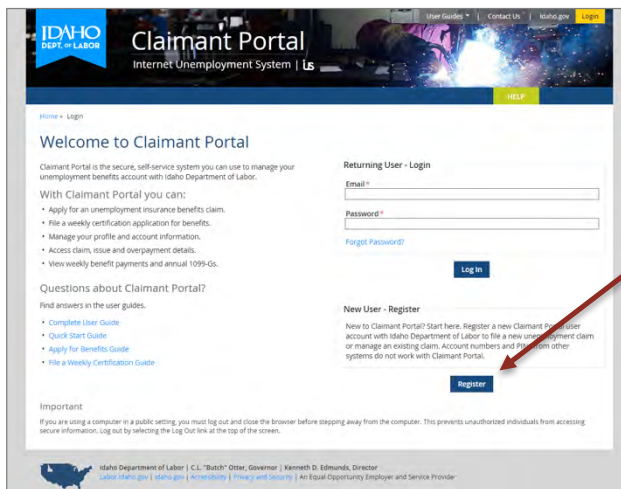 User Guides | Contact Us | Idaho.gov Login
IDAHO
DEPT. OF LABOR
Claimant Portal
Internet Unemployment System | ius
HELP
Home » Login
Welcome to Claimant Portal
Claimant Portal is the secure, self-service system you can use to manage your
unemployment benefits account with Idaho Department of Labor.
With Claimant Portal you can:
• Apply for an unemployment insurance benefits claim.
• File a weekly certification application for benefits.
• Manage your profile and account information.
• Access claim, issue and overpayment details.
• View weekly benefit payments and annual 1099-Gs.
Questions about Claimant Portal?
Find answers in the user guides.
• Complete User Guide
• Quick Start Guide
• Apply for Benefits Guide
• File a Weekly Certification Guide
Returning User - Login
Email *
Password *
Forgot Password?
Log In
New User - Register
New to Claimant Portal? Start here. Register a new Claimant Portal user
account with Idaho Department of Labor to file a new unemployment claim
or manage an existing claim. Account numbers and PINs from other
systems do not work with Claimant Portal.
Register
Important
If you are using a computer in a public setting, you must log out and close the browser before stepping away from the computer. This prevents unauthorized individuals from accessing
secure information. Log out by selecting the Log Out link at the top of the screen.
Idaho Department of Labor | C.L. "Butch" Otter, Governor | Kenneth D. Edmunds, Director
Labor.Idaho.gov | Idaho.gov | Accessibility | Privacy and Security | An Equal Opportunity Employer and Service Provider